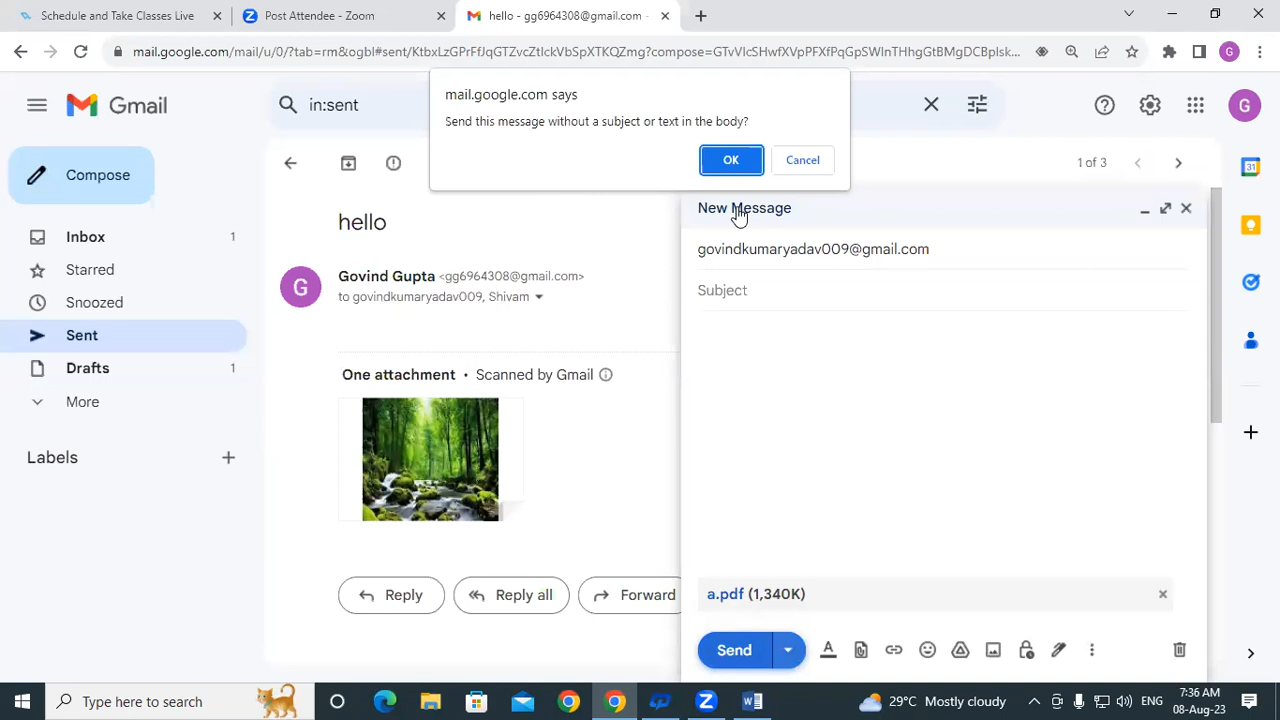 Schedule and Take Classes Live
Post Attendee - Zoom
hello - gg6964308@gmail.com -
mail.google.com/mail/u/0/?tab=rm&ogbl#sent/KtbxLzGPrFfJqGTZvcZtlckVbSpXTKQZmg?compose=GTvVlcSHwfXVpPFXfPqGpSWlnTHhgGtBMgDCBplsk...
G
mail.google.com says
Send this message without a subject or text in the body?
OK
Cancel
Gmail
in:sent
G
Compose
1 of 3
31
hello
New Message
Inbox 1
Starred
Snoozed
Sent
Drafts 1
More
Labels
G
Govind Gupta <gg6964308@gmail.com>
to govindkumaryadav009, Shivam
govindkumaryadav009@gmail.com
Subject
One attachment • Scanned by Gmail
Reply
Reply all
Forward
a.pdf (1,340K)
Send
Type here to search
29°C Mostly cloudy
ENG
7:36 AM
08-Aug-23